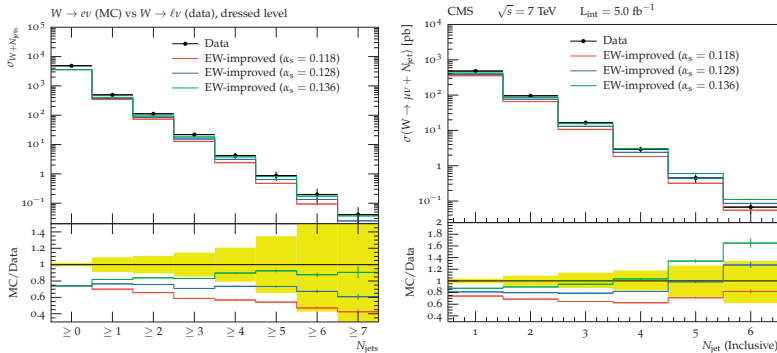 W → eν (MC) vs W → ℓν (data), dressed level
σ_{W+N_jets}
10^5
10^4
10^3
10^2
10^1
1
10^−1
Data
EW-improved (α_s = 0.118)
EW-improved (α_s = 0.128)
EW-improved (α_s = 0.136)
MC/Data
1.4
1.2
1
0.8
0.6
0.4
≥ 0 ≥ 1 ≥ 2 ≥ 3 ≥ 4 ≥ 5 ≥ 6 ≥ 7
N_jets
CMS √s = 7 TeV L_int = 5.0 fb^−1
σ(W → μν + N_jet) [pb]
10^4
10^3
10^2
10^1
1
10^−1
Data
EW-improved (α_s = 0.118)
EW-improved (α_s = 0.128)
EW-improved (α_s = 0.136)
MC/Data
2
1.8
1.6
1.4
1.2
1
0.8
0.6
0.4
1 2 3 4 5 6
N_jet (Inclusive)